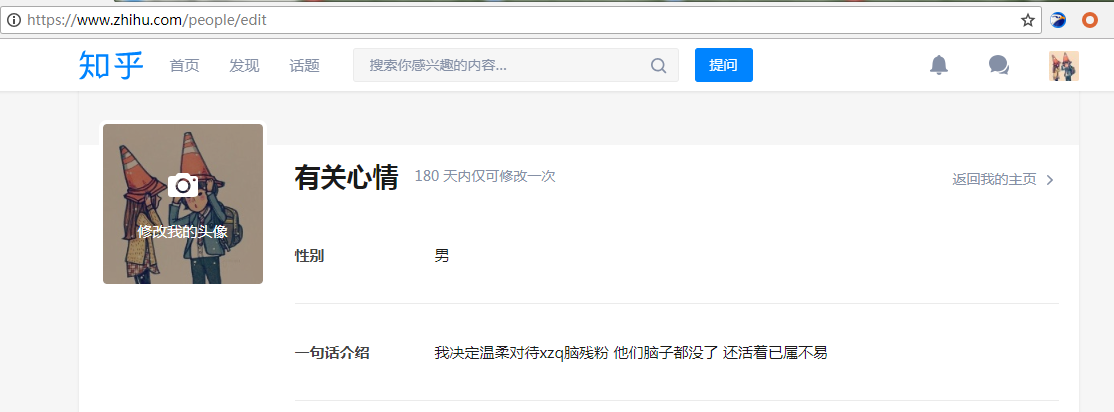 https://www.zhihu.com/people/edit
知乎 首页 发现 话题 搜索你感兴趣的内容... 提问
有关心情 180 天内仅可修改一次 返回我的主页
修改我的头像
性别 男
一句话介绍 我决定温柔对待xzq脑残粉 他们脑子都没了 还活着已属不易